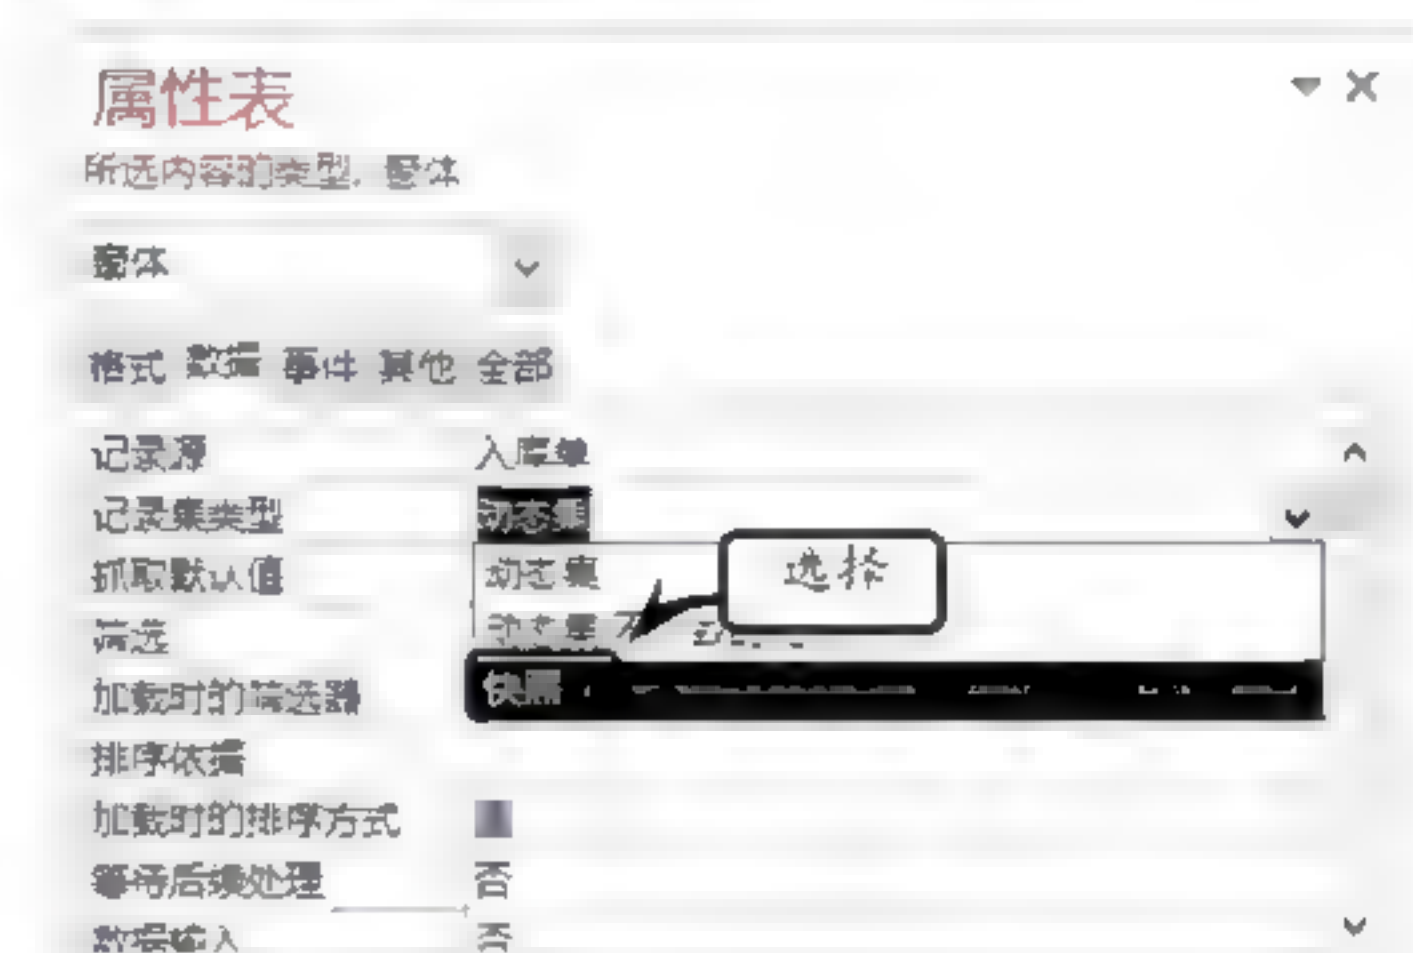 属性表
所选内容的类型: 窗体
窗体
格式 数据 事件 其他 全部
记录源 入库单
记录集类型 动态集
抓取默认值 动态集
选择
筛选
加载时的筛选器 快照
排序依据
加载时的排序方式
等待后续处理 否
数据输入 否